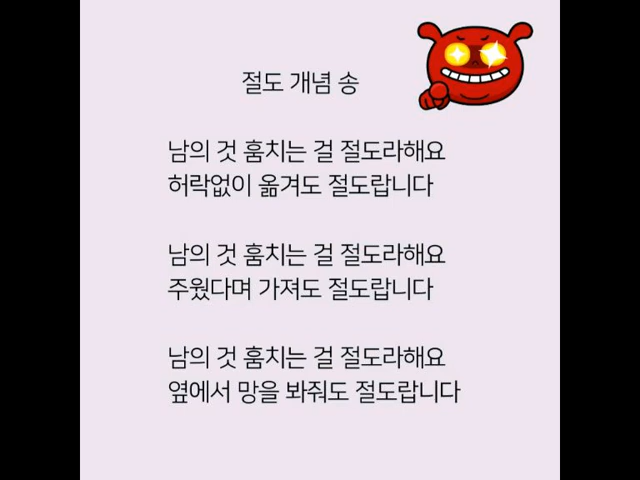 절도 개념 송
남의 것 훔치는 걸 절도라해요
허락없이 옮겨도 절도랍니다
남의 것 훔치는 걸 절도라해요
주웠다며 가져도 절도랍니다
남의 것 훔치는 걸 절도라해요
옆에서 망을 봐줘도 절도랍니다